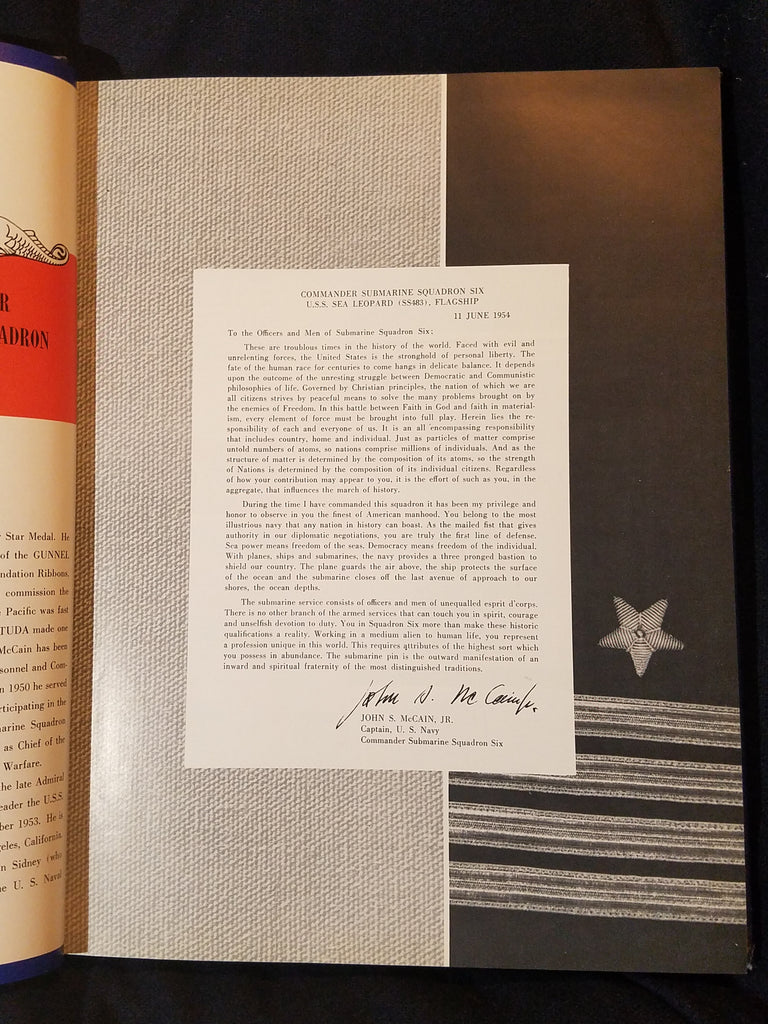 R
ADRON
Star Medal. He
of the GUNNEL
ndation Ribbons.
commission the
Pacific was fast
TUDA made one
McCain has been
sonnel and Com-
n 1950 he served
rticipating in the
marine Squadron
as Chief of the
Warfare.
the late Admiral
eader the U.S.S.
ber 1953. He is
geles, California.
n Sidney (who
he U. S. Naval
COMMANDER SUBMARINE SQUADRON SIX
U.S.S. SEA LEOPARD (SS483), FLAGSHIP
11 JUNE 1954
To the Officers and Men of Submarine Squadron Six:
These are troublous times in the history of the world. Faced with evil and
unrelenting forces, the United States is the stronghold of personal liberty. The
fate of the human race for centuries to come hangs in delicate balance. It depends
upon the outcome of the unresting struggle between Democratic and Communistic
philosophies of life. Governed by Christian principles, the nation of which we are
all citizens strives by peaceful means to solve the many problems brought on by
the enemies of Freedom. In this battle between Faith in God and faith in material-
ism, every element of force must be brought into full play. Herein lies the re-
sponsibility of each and everyone of us. It is an all encompassing responsibility
that includes country, home and individual. Just as particles of matter comprise
untold numbers of atoms, so nations comprise millions of individuals. And as the
structure of matter is determined by the composition of its atoms, so the strength
of Nations is determined by the composition of its individual citizens. Regardless
of how your contribution may appear to you, it is the effort of such as you, in the
aggregate, that influences the march of history.
During the time I have commanded this squadron it has been my privilege and
honor to observe in you the finest of American manhood. You belong to the most
illustrious navy that any nation in history can boast. As the mailed fist that gives
authority in our diplomatic negotiations, you are truly the first line of defense.
Sea power means freedom of the seas. Democracy means freedom of the individual.
With planes, ships and submarines, the navy provides a three pronged bastion to
shield our country. The plane guards the air above, the ship protects the surface
of the ocean and the submarine closes off the last avenue of approach to our
shores, the ocean depths.
The submarine service consists of officers and men of unequalled esprit d'corps.
There is no other branch of the armed services that can touch you in spirit, courage
and unselfish devotion to duty. You in Squadron Six more than make these historic
qualifications a reality. Working in a medium alien to human life, you represent
a profession unique in this world. This requires attributes of the highest sort which
you possess in abundance. The submarine pin is the outward manifestation of an
inward and spiritual fraternity of the most distinguished traditions.
John S. McCain Jr.
JOHN S. McCAIN, JR.
Captain, U. S. Navy
Commander Submarine Squadron Six